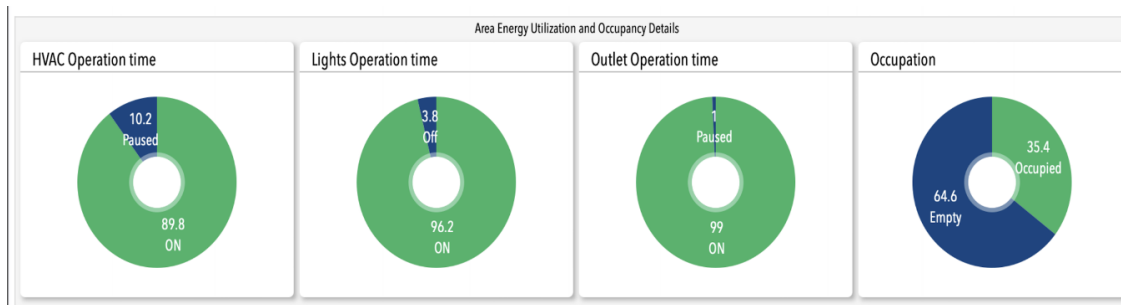 Area Energy Utilization and Occupancy Details
HVAC Operation time
10.2
Paused
89.8
ON
Lights Operation time
3.8
Off
96.2
ON
Outlet Operation time
1
Paused
99
ON
Occupation
35.4
Occupied
64.6
Empty